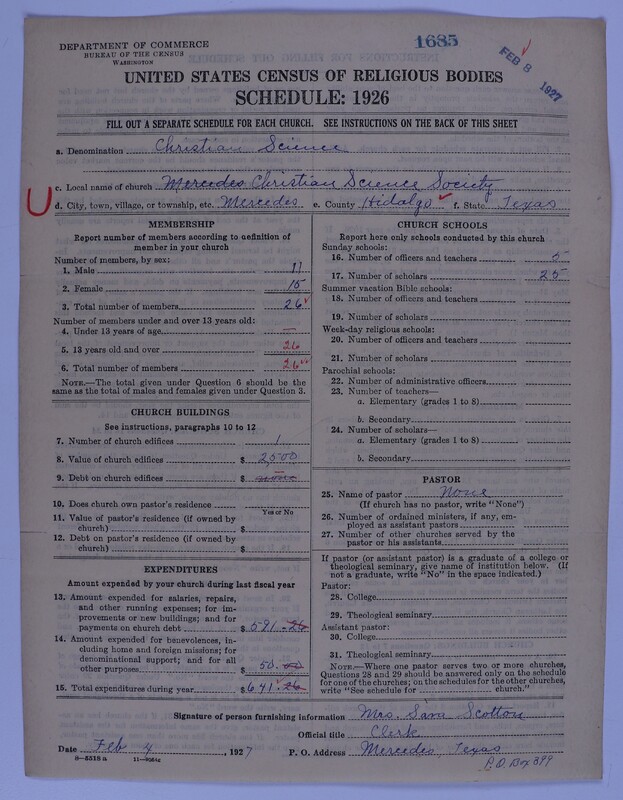 DEPARTMENT OF COMMERCE
BUREAU OF THE CENSUS
WASHINGTON
1685
FEB 8 1927
UNITED STATES CENSUS OF RELIGIOUS BODIES
SCHEDULE: 1926
FILL OUT A SEPARATE SCHEDULE FOR EACH CHURCH. SEE INSTRUCTIONS ON THE BACK OF THIS SHEET
a. Denomination Christian Science
c. Local name of church Mercedes Christian Science Society
d. City, town, village, or township, etc. Mercedes e. County Hidalgo f. State Texas
MEMBERSHIP
Report number of members according to definition of
member in your church
Number of members, by sex:
1. Male 11
2. Female 15
3. Total number of members 26
Number of members under and over 13 years old:
4. Under 13 years of age —
5. 13 years old and over 26
6. Total number of members 26
NOTE.—The total given under Question 6 should be the
same as the total of males and females given under Question 3.
CHURCH BUILDINGS
See instructions, paragraphs 10 to 12
7. Number of church edifices 1
8. Value of church edifices $ 2500
9. Debt on church edifices $ none
10. Does church own pastor's residence
Yes or No
11. Value of pastor's residence (if owned by
church) $
12. Debt on pastor's residence (if owned by
church) $
EXPENDITURES
Amount expended by your church during last fiscal year
13. Amount expended for salaries, repairs,
and other running expenses; for im-
provements or new buildings; and for
payments on church debt $ 591.26
14. Amount expended for benevolences, in-
cluding home and foreign missions; for
denominational support; and for all
other purposes $ 50.00
15. Total expenditures during year $ 641.26
CHURCH SCHOOLS
Report here only schools conducted by this church
Sunday schools:
16. Number of officers and teachers 5
17. Number of scholars 25
Summer vacation Bible schools:
18. Number of officers and teachers
19. Number of scholars
Week-day religious schools:
20. Number of officers and teachers
21. Number of scholars
Parochial schools:
22. Number of administrative officers
23. Number of teachers—
a. Elementary (grades 1 to 8)
b. Secondary
24. Number of scholars—
a. Elementary (grades 1 to 8)
b. Secondary
PASTOR
25. Name of pastor None
(If church has no pastor, write "None")
26. Number of ordained ministers, if any, em-
ployed as assistant pastors
27. Number of other churches served by the
pastor or his assistants
If pastor (or assistant pastor) is a graduate of a college or
theological seminary, give name of institution below. (If
not a graduate, write "No" in the space indicated.)
Pastor:
28. College
29. Theological seminary
Assistant pastor:
30. College
31. Theological seminary
NOTE.—Where one pastor serves two or more churches,
Questions 28 and 29 should be answered only on the schedule
for one of the churches; on the schedules for the other churches,
write "See schedule for church."
Signature of person furnishing information Mrs. Sara Scotton
Official title Clerk
Date Feb 4 1927 P. O. Address Mercedes, Texas
P.O. Box 899
8-5518 a